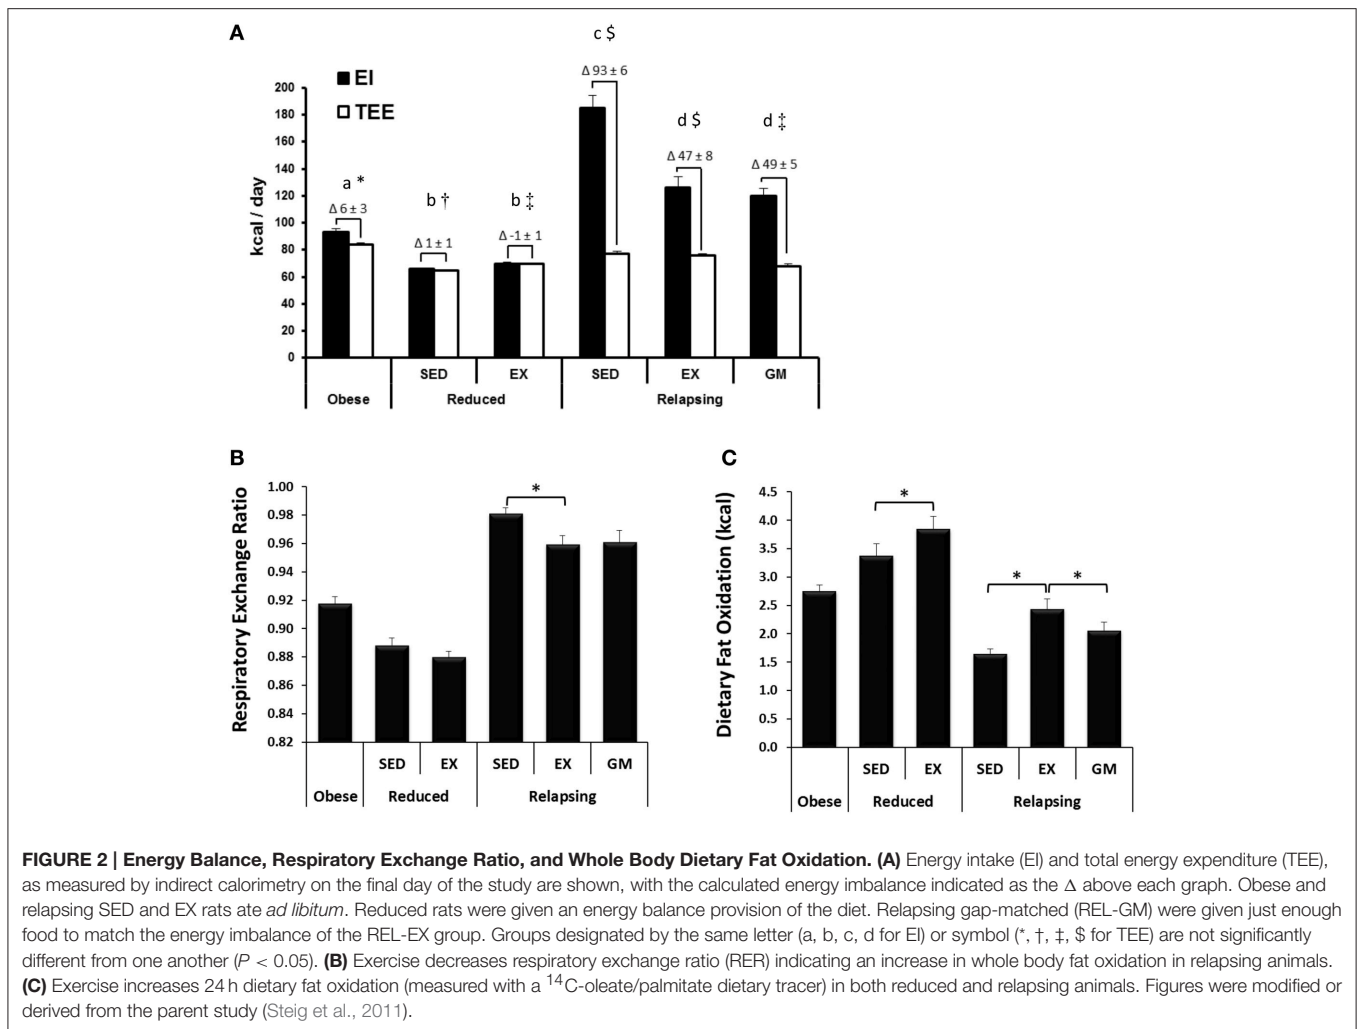 A
c $
Δ 93 ± 6
EI
TEE
d $
d ‡
Δ 47 ± 8
Δ 49 ± 5
a *
b †
b ‡
Δ 6 ± 3
Δ 1 ± 1
Δ -1 ± 1
kcal / day
200
180
160
140
120
100
80
60
40
20
0
SED EX SED EX GM
Obese Reduced Relapsing
B
Respiratory Exchange Ratio
1.00
0.98
0.96
0.94
0.92
0.90
0.88
0.86
0.84
0.82
*
SED EX SED EX GM
Obese Reduced Relapsing
C
Dietary Fat Oxidation (kcal)
4.5
4.0
3.5
3.0
2.5
2.0
1.5
1.0
0.5
0.0
*
* *
SED EX SED EX GM
Obese Reduced Relapsing
FIGURE 2 | Energy Balance, Respiratory Exchange Ratio, and Whole Body Dietary Fat Oxidation. (A) Energy intake (EI) and total energy expenditure (TEE),
as measured by indirect calorimetry on the final day of the study are shown, with the calculated energy imbalance indicated as the Δ above each graph. Obese and
relapsing SED and EX rats ate ad libitum. Reduced rats were given an energy balance provision of the diet. Relapsing gap-matched (REL-GM) were given just enough
food to match the energy imbalance of the REL-EX group. Groups designated by the same letter (a, b, c, d for EI) or symbol (*, †, ‡, $ for TEE) are not significantly
different from one another (P < 0.05). (B) Exercise decreases respiratory exchange ratio (RER) indicating an increase in whole body fat oxidation in relapsing animals.
(C) Exercise increases 24 h dietary fat oxidation (measured with a 14C-oleate/palmitate dietary tracer) in both reduced and relapsing animals. Figures were modified or
derived from the parent study (Steig et al., 2011).